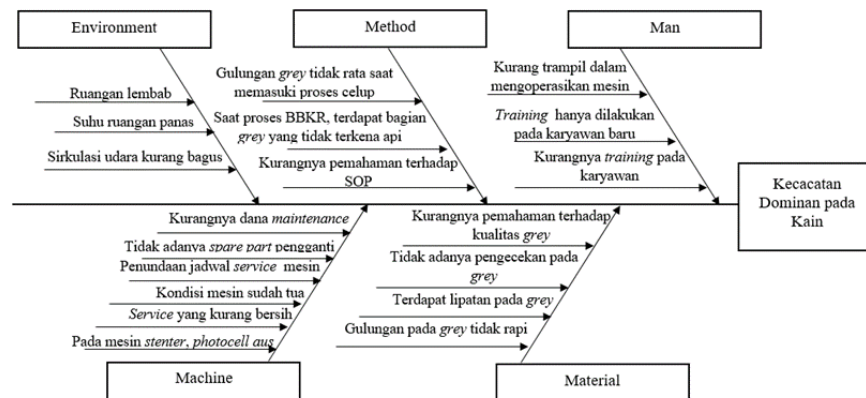 Environment
Method
Man
Ruangan lembab
Suhu ruangan panas
Sirkulasi udara kurang bagus
Gulungan grey tidak rata saat
memasuki proses celup
Saat proses BBKR, terdapat bagian
grey yang tidak terkena api
Kurangnya pemahaman terhadap
SOP
Kurang trampil dalam
mengoperasikan mesin
Training hanya dilakukan
pada karyawan baru
Kurangnya training pada
karyawan
Kecacatan
Dominan pada
Kain
Kurangnya dana maintenance
Tidak adanya spare part pengganti
Penundaan jadwal service mesin
Kondisi mesin sudah tua
Service yang kurang bersih
Pada mesin stenter, photocell aus
Kurangnya pemahaman terhadap
kualitas grey
Tidak adanya pengecekan pada
grey
Terdapat lipatan pada grey
Gulungan pada grey tidak rapi
Machine
Material